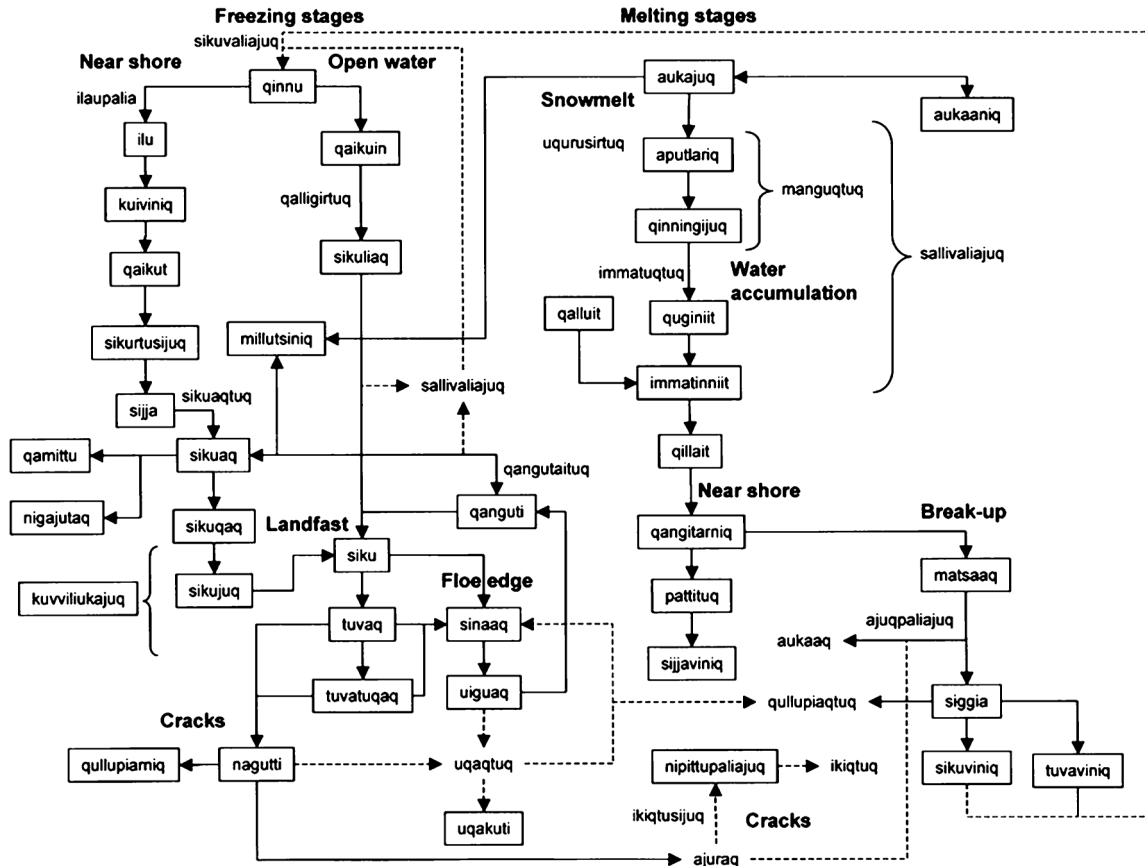 Freezing stages
Melting stages
sikuvaliajuq
Near shore
Open water
qinnu
aukajuq
ilaupalia
Snowmelt
aukaaniq
ilu
qaikuin
uqurusirtuq
aputlariq
manguqtuq
kuiviniq
qalligirtuq
qinningijuq
sikuliaq
sallivaliajuq
qaikut
immatuqtuq
Water
accumulation
qalluit
quginiit
sikurtusijuq
millutsiniq
immatinniit
sallivaliajuq
sijja
sikuaqtuq
qamittu
sikuaq
qillait
qangutaituq
nigajutaq
qanguti
Near shore
sikuqaq
Landfast
qangitarniq
Break-up
siku
kuvviliukajuq
sikujuq
Floe edge
matsaaq
pattituq
tuvaq
sinaaq
ajuqpaliajuq
aukaaq
sijjaviniq
tuvatuqaq
uiguaq
qullupiaqtuq
siggia
Cracks
qullupiarniq
nagutti
uqaqtuq
nipittupaliajuq
ikiqtuq
sikuviniq
tuvaviniq
uqakuti
ikiqtusijuq
Cracks
ajuraq